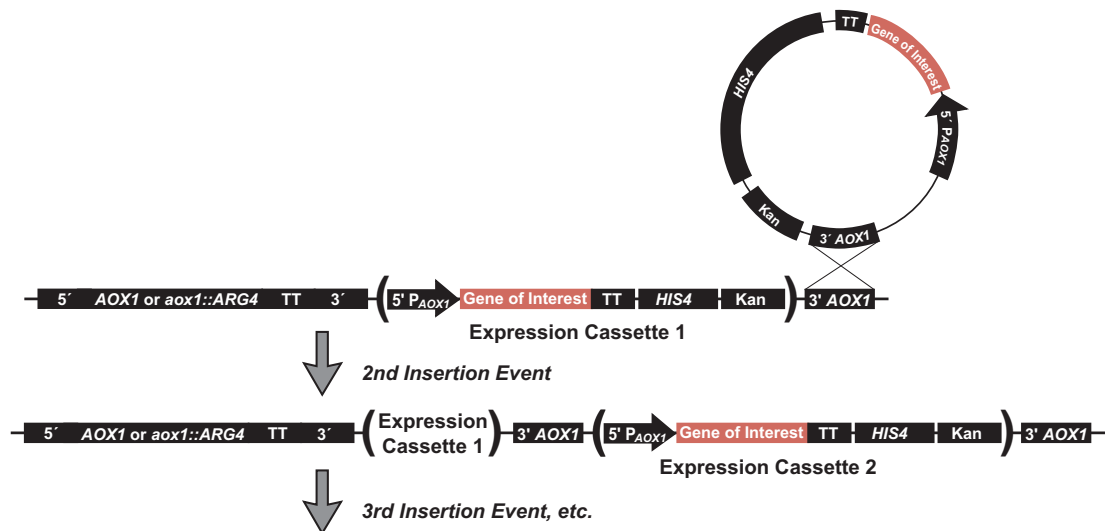 TT
Gene of Interest
HIS4
5´ PAOX1
Kan
3´ AOX1
5´ AOX1 or aox1::ARG4 TT 3´ ( 5' PAOX1 Gene of Interest TT HIS4 Kan ) 3' AOX1
Expression Cassette 1
2nd Insertion Event
5´ AOX1 or aox1::ARG4 TT 3´ ( Expression Cassette 1 ) 3' AOX1 ( 5' PAOX1 Gene of Interest TT HIS4 Kan ) 3' AOX1
Expression Cassette 2
3rd Insertion Event, etc.